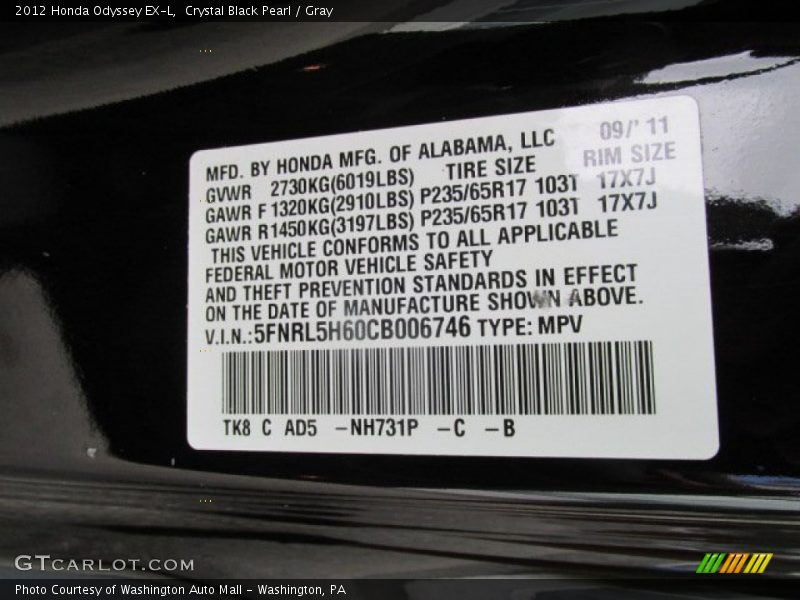 2012 Honda Odyssey EX-L, Crystal Black Pearl / Gray
MFD. BY HONDA MFG. OF ALABAMA, LLC 09/' 11
GVWR 2730KG(6019LBS) TIRE SIZE RIM SIZE
GAWR F 1320KG(2910LBS) P235/65R17 103T 17X7J
GAWR R1450KG(3197LBS) P235/65R17 103T 17X7J
THIS VEHICLE CONFORMS TO ALL APPLICABLE
FEDERAL MOTOR VEHICLE SAFETY
AND THEFT PREVENTION STANDARDS IN EFFECT
ON THE DATE OF MANUFACTURE SHOWN ABOVE.
V.I.N.:5FNRL5H60CB006746 TYPE: MPV
TK8 C AD5 -NH731P -C -B
GTCARLOT.COM
Photo Courtesy of Washington Auto Mall - Washington, PA